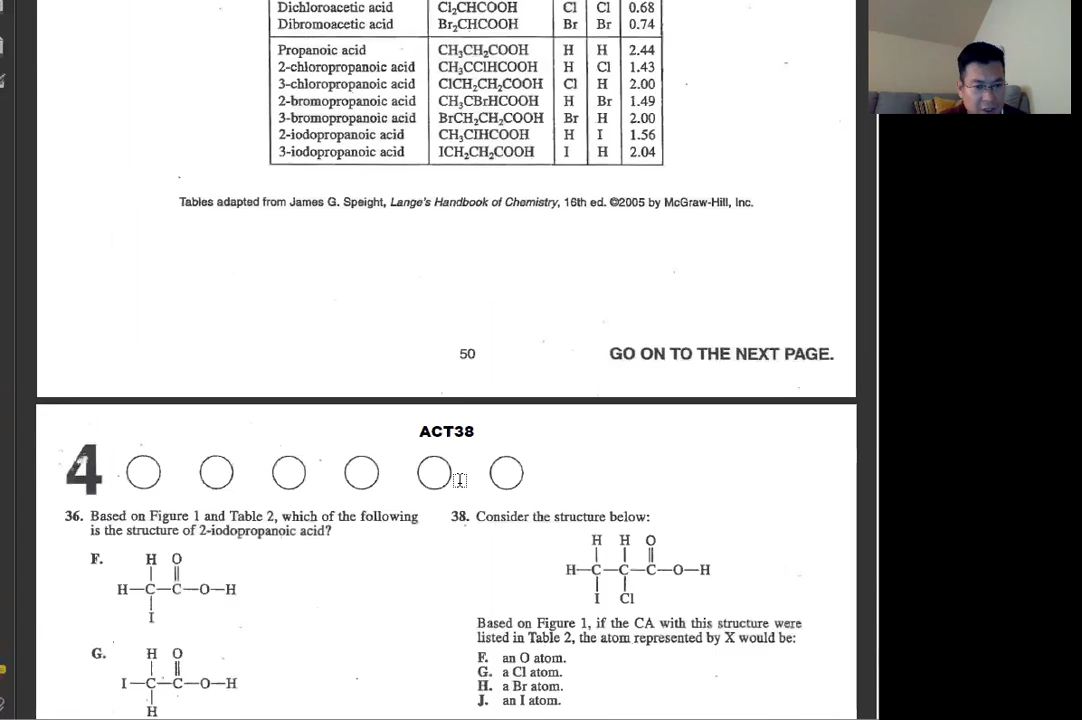 Dichloroacetic acid Cl2CHCOOH Cl Cl 0.68
Dibromoacetic acid Br2CHCOOH Br Br 0.74
Propanoic acid CH3CH2COOH H H 2.44
2-chloropropanoic acid CH3CClHCOOH H Cl 1.43
3-chloropropanoic acid ClCH2CH2COOH Cl H 2.00
2-bromopropanoic acid CH3CBrHCOOH H Br 1.49
3-bromopropanoic acid BrCH2CH2COOH Br H 2.00
2-iodopropanoic acid CH3CIHCOOH H I 1.56
3-iodopropanoic acid ICH2CH2COOH I H 2.04
Tables adapted from James G. Speight, Lange's Handbook of Chemistry, 16th ed. ©2005 by McGraw-Hill, Inc.
50 GO ON TO THE NEXT PAGE.
ACT38
4
36. Based on Figure 1 and Table 2, which of the following
is the structure of 2-iodopropanoic acid?
F. H O
H—C—C—O—H
I
G. H O
I—C—C—O—H
H
38. Consider the structure below:
H H O
H—C—C—C—O—H
I Cl
Based on Figure 1, if the CA with this structure were
listed in Table 2, the atom represented by X would be:
F. an O atom.
G. a Cl atom.
H. a Br atom.
J. an I atom.